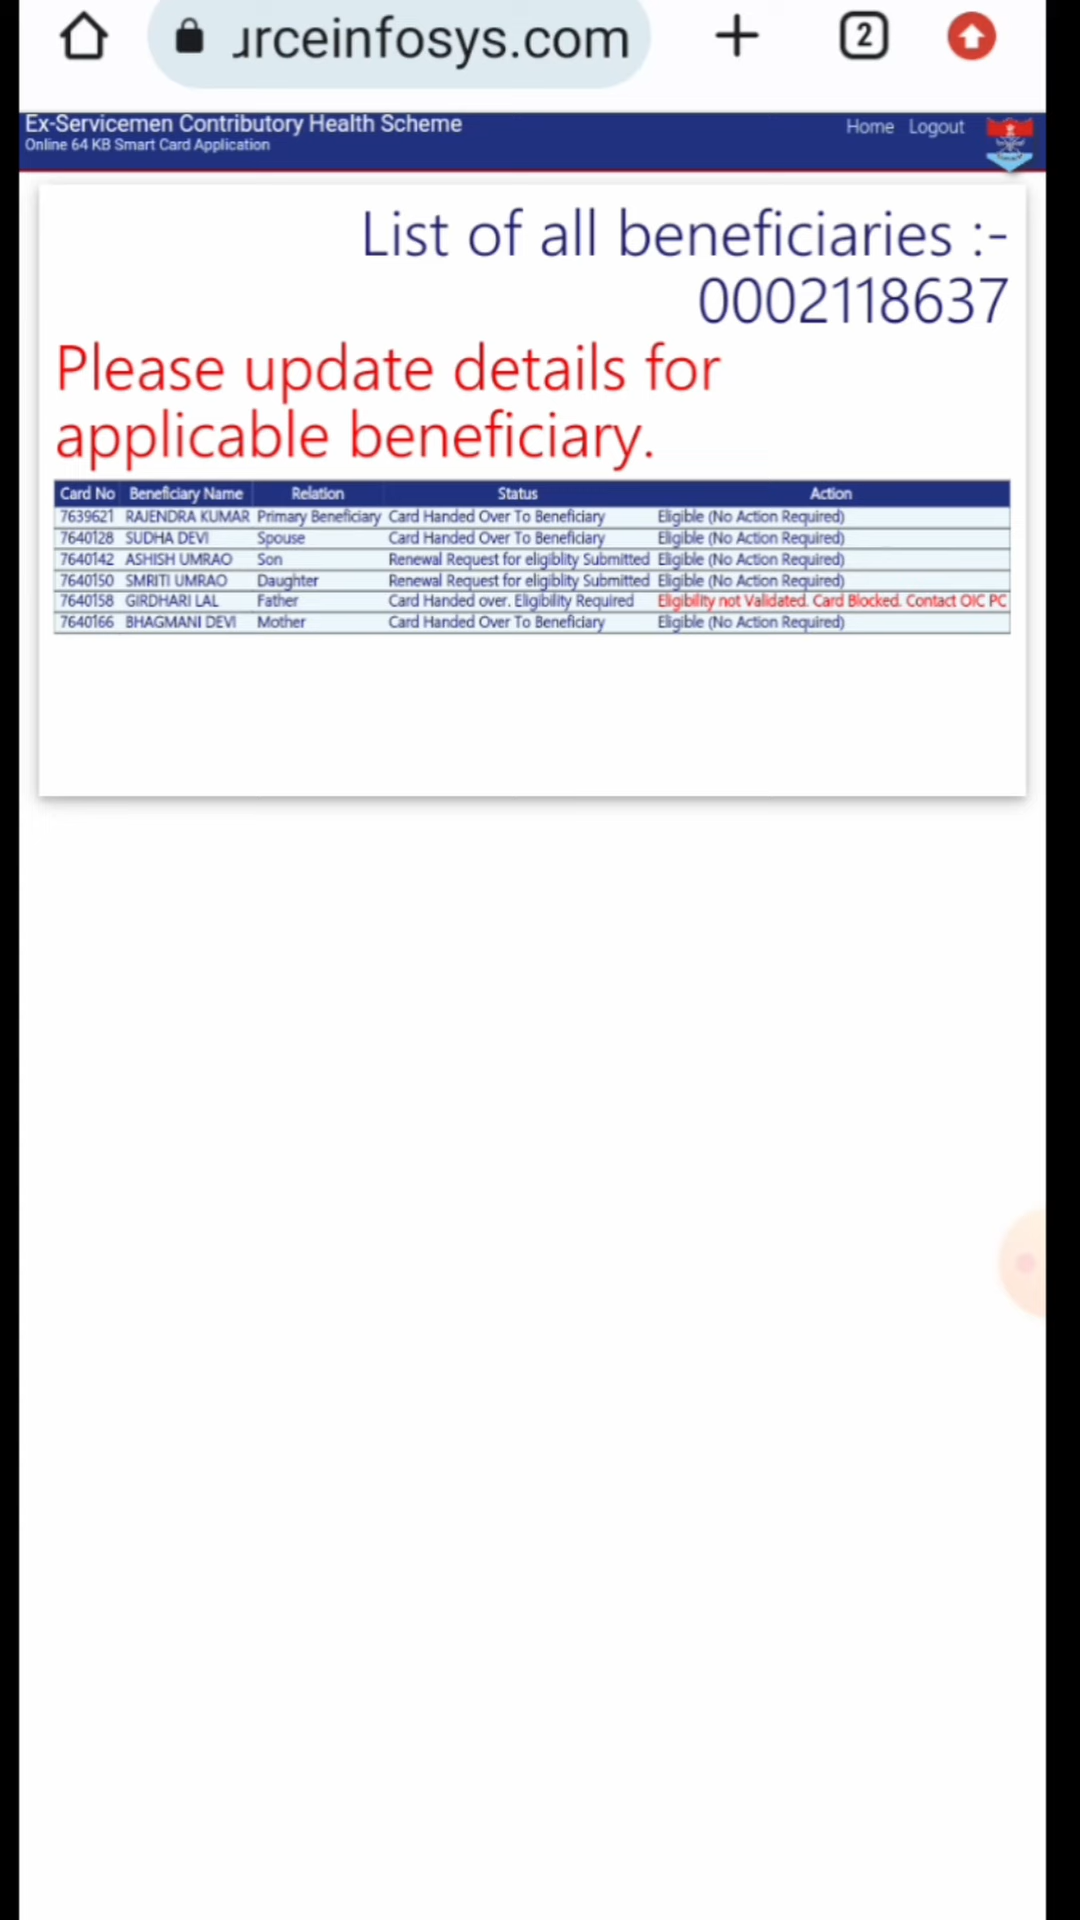 urceinfosys.com
2
Ex-Servicemen Contributory Health Scheme
Home Logout
Online 64 KB Smart Card Application
List of all beneficiaries :-
0002118637
Please update details for
applicable beneficiary.
Card No Beneficiary Name Relation Status Action
7639621 RAJENDRA KUMAR Primary Beneficiary Card Handed Over To Beneficiary Eligible (No Action Required)
7640128 SUDHA DEVI Spouse Card Handed Over To Beneficiary Eligible (No Action Required)
7640142 ASHISH UMRAO Son Renewal Request for eligiblity Submitted Eligible (No Action Required)
7640150 SMRITI UMRAO Daughter Renewal Request for eligiblity Submitted Eligible (No Action Required)
7640158 GIRDHARI LAL Father Card Handed over. Eligibility Required Eligibility not Validated. Card Blocked. Contact OIC PC
7640166 BHAGMANI DEVI Mother Card Handed Over To Beneficiary Eligible (No Action Required)